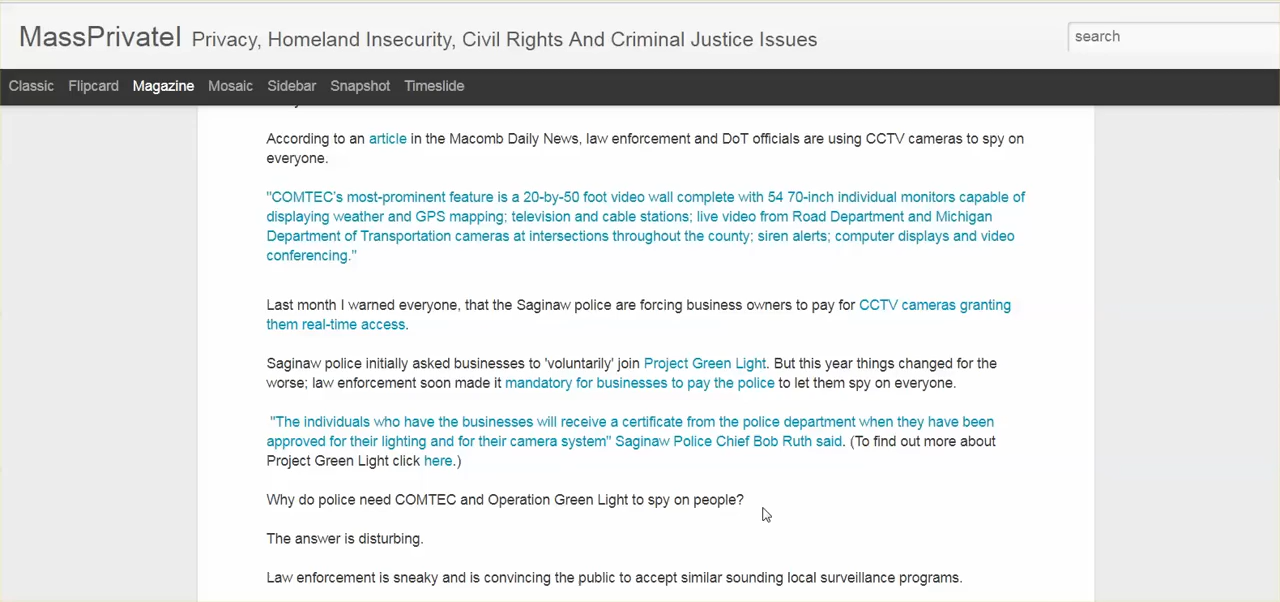 MassPrivateI Privacy, Homeland Insecurity, Civil Rights And Criminal Justice Issues
search
Classic Flipcard Magazine Mosaic Sidebar Snapshot Timeslide
According to an article in the Macomb Daily News, law enforcement and DoT officials are using CCTV cameras to spy on
everyone.
"COMTEC's most-prominent feature is a 20-by-50 foot video wall complete with 54 70-inch individual monitors capable of
displaying weather and GPS mapping; television and cable stations; live video from Road Department and Michigan
Department of Transportation cameras at intersections throughout the county; siren alerts; computer displays and video
conferencing."
Last month I warned everyone, that the Saginaw police are forcing business owners to pay for CCTV cameras granting
them real-time access.
Saginaw police initially asked businesses to 'voluntarily' join Project Green Light. But this year things changed for the
worse; law enforcement soon made it mandatory for businesses to pay the police to let them spy on everyone.
"The individuals who have the businesses will receive a certificate from the police department when they have been
approved for their lighting and for their camera system" Saginaw Police Chief Bob Ruth said. (To find out more about
Project Green Light click here.)
Why do police need COMTEC and Operation Green Light to spy on people?
The answer is disturbing.
Law enforcement is sneaky and is convincing the public to accept similar sounding local surveillance programs.